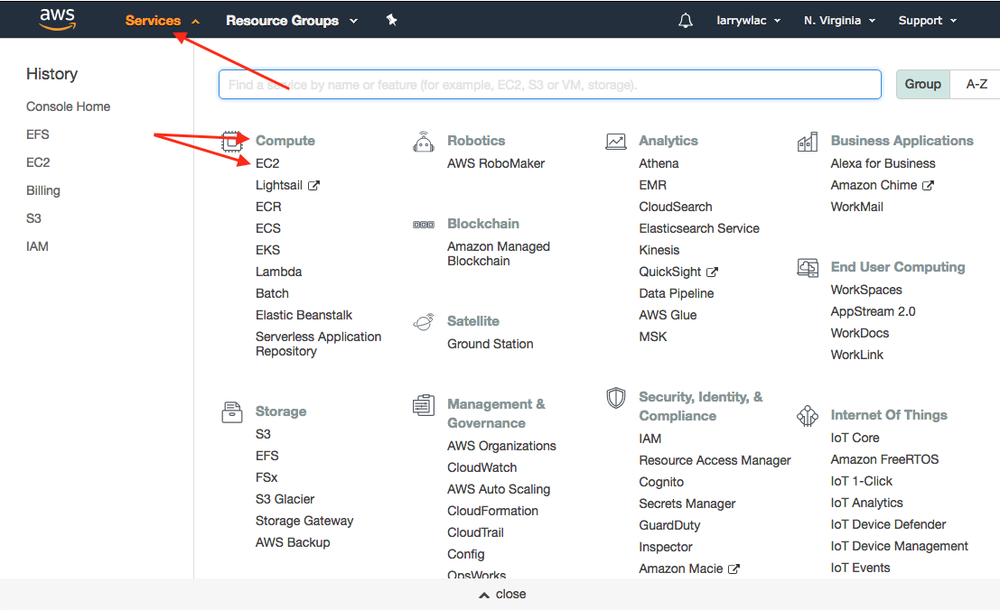 aws
Services
Resource Groups
larrywlac
N. Virginia
Support
History
Console Home
EFS
EC2
Billing
S3
IAM
Find a service by name or feature (for example, EC2, S3 or VM, storage).
Group
A-Z
Compute
EC2
Lightsail
ECR
ECS
EKS
Lambda
Batch
Elastic Beanstalk
Serverless Application
Repository
Storage
S3
EFS
FSx
S3 Glacier
Storage Gateway
AWS Backup
Robotics
AWS RoboMaker
Blockchain
Amazon Managed
Blockchain
Satellite
Ground Station
Management &
Governance
AWS Organizations
CloudWatch
AWS Auto Scaling
CloudFormation
CloudTrail
Config
OpsWorks
Analytics
Athena
EMR
CloudSearch
Elasticsearch Service
Kinesis
QuickSight
Data Pipeline
AWS Glue
MSK
Security, Identity, &
Compliance
IAM
Resource Access Manager
Cognito
Secrets Manager
GuardDuty
Inspector
Amazon Macie
Business Applications
Alexa for Business
Amazon Chime
WorkMail
End User Computing
WorkSpaces
AppStream 2.0
WorkDocs
WorkLink
Internet Of Things
IoT Core
Amazon FreeRTOS
IoT 1-Click
IoT Analytics
IoT Device Defender
IoT Device Management
IoT Events
close